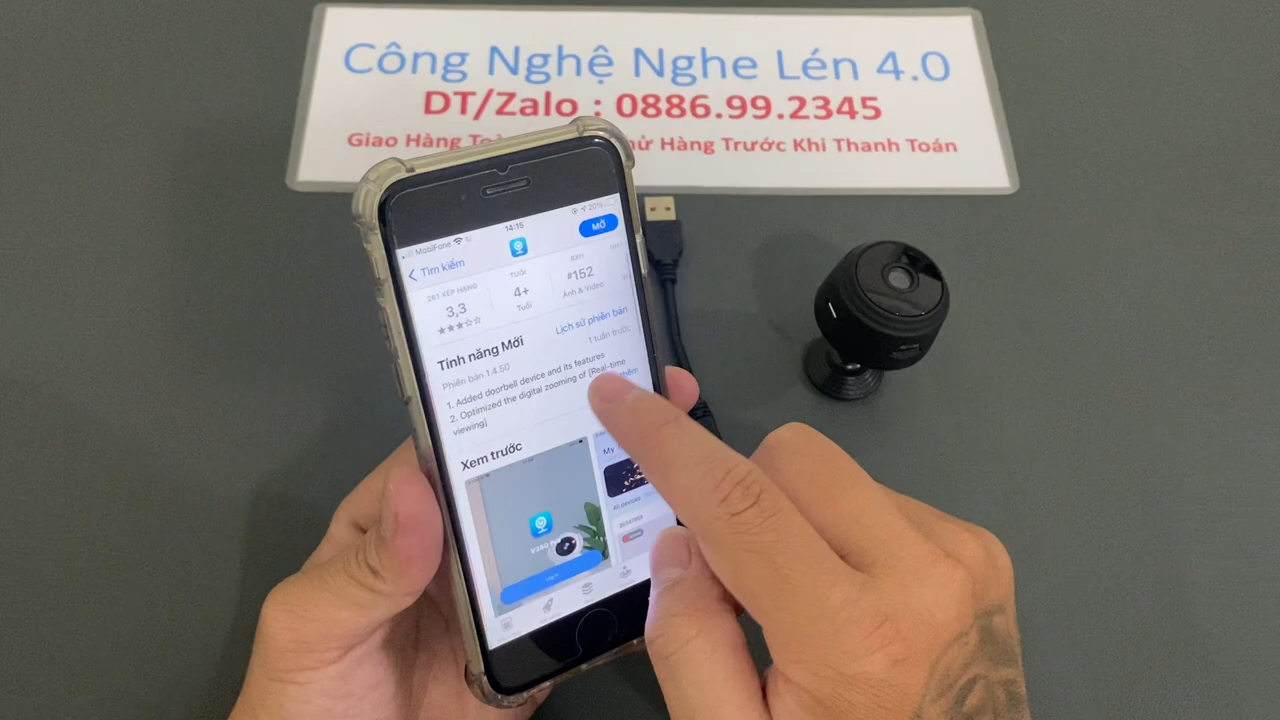 Công Nghệ Nghe Lén 4.0
DT/Zalo : 0886.99.2345
Giao Hàng Hàng Trước Khi Thanh Toán
MobiFone
14:15
20%
Tìm kiếm
MỞ
261 XẾP HẠNG
TUỔI
3,3
4+
#152
★★★☆☆
Tuổi
Ảnh & Video
Tính năng Mới
Lịch sử phiên bản
Phiên bản 1.4.50
1 tuần trước
1. Added doorbell device and its features
2. Optimized the digital zooming of [Real-time
viewing]
Xem trước
My
All devices